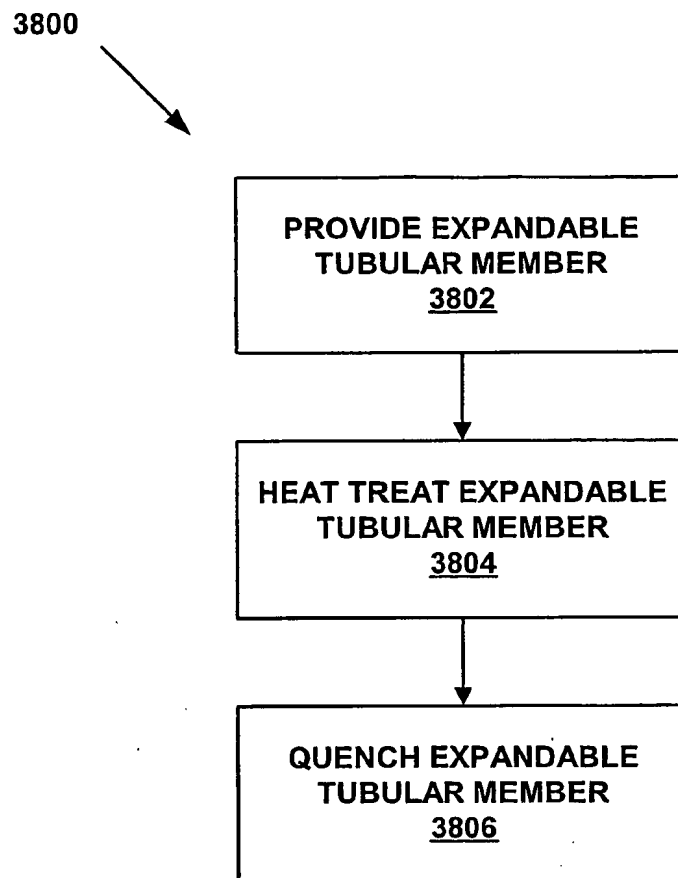 3800
PROVIDE EXPANDABLE
TUBULAR MEMBER
3802
HEAT TREAT EXPANDABLE
TUBULAR MEMBER
3804
QUENCH EXPANDABLE
TUBULAR MEMBER
3806